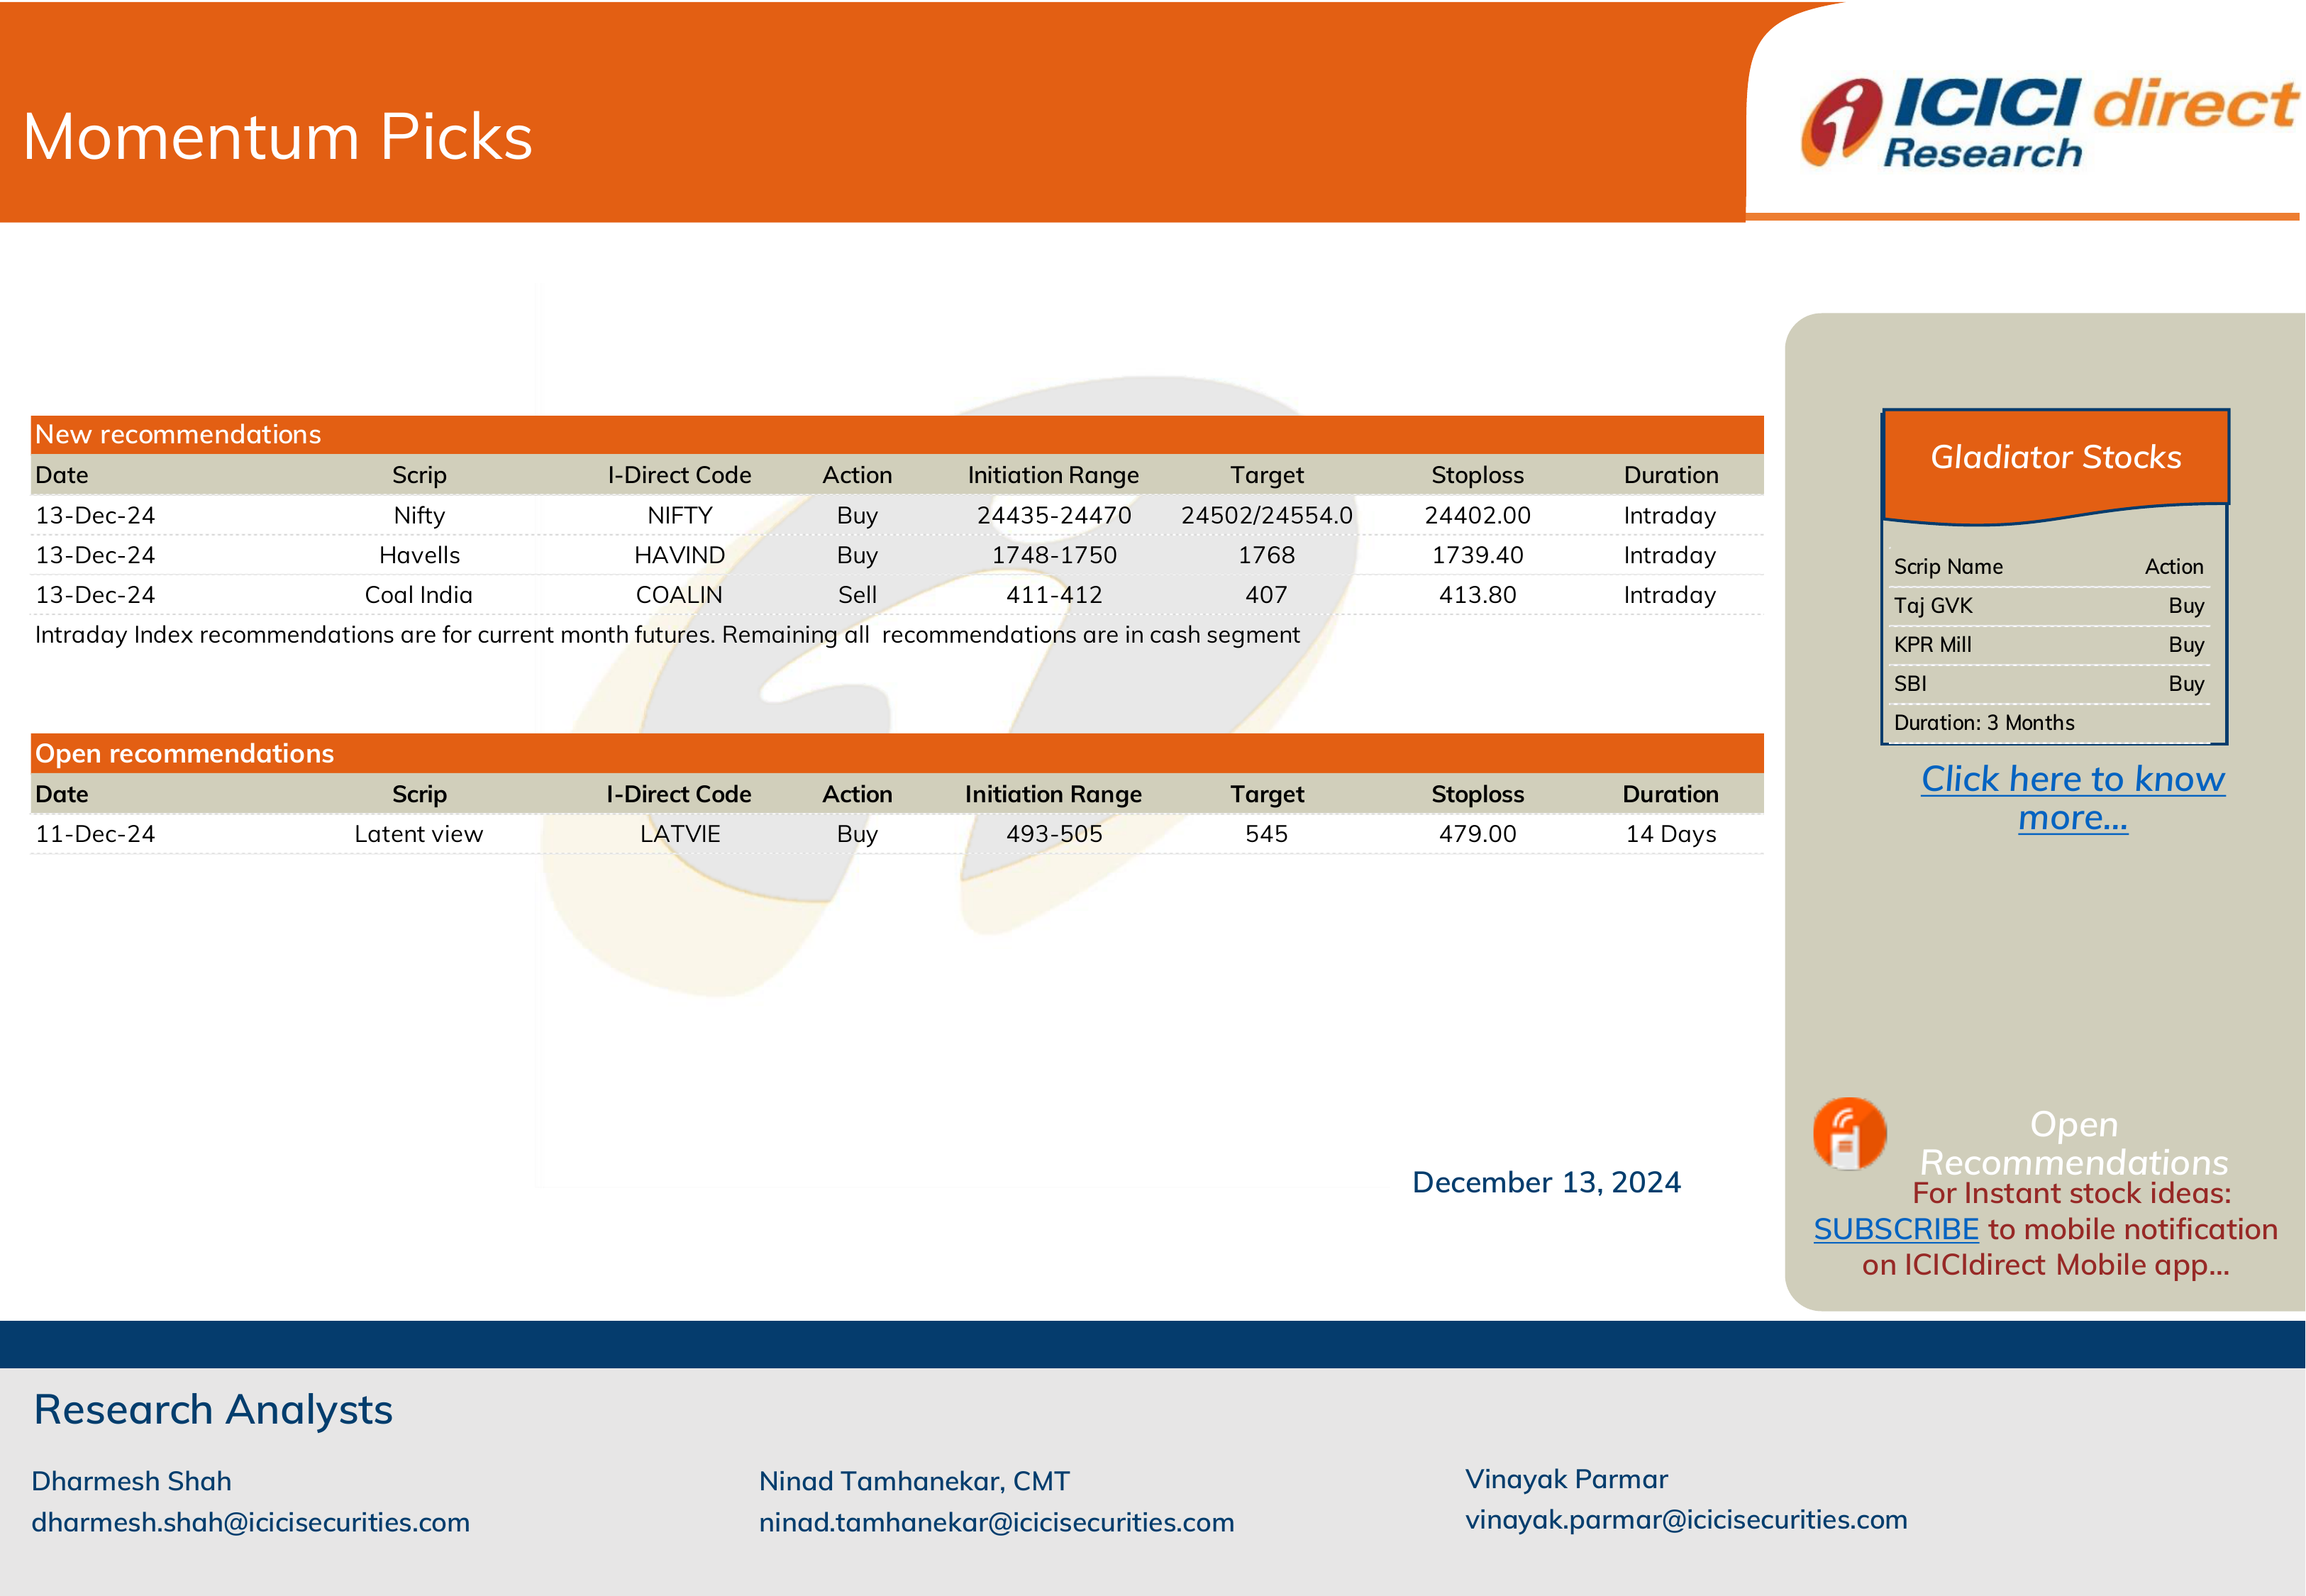 Momentum Picks
ICICI direct
Research
New recommendations
Date Scrip I-Direct Code Action Initiation Range Target Stoploss Duration
13-Dec-24 Nifty NIFTY Buy 24435-24470 24502/24554.0 24402.00 Intraday
13-Dec-24 Havells HAVIND Buy 1748-1750 1768 1739.40 Intraday
13-Dec-24 Coal India COALIN Sell 411-412 407 413.80 Intraday
Intraday Index recommendations are for current month futures. Remaining all recommendations are in cash segment
Open recommendations
Date Scrip I-Direct Code Action Initiation Range Target Stoploss Duration
11-Dec-24 Latent view LATVIE Buy 493-505 545 479.00 14 Days
Gladiator Stocks
Scrip Name Action
Taj GVK Buy
KPR Mill Buy
SBI Buy
Duration: 3 Months
Click here to know
more...
Open
Recommendations
For Instant stock ideas:
SUBSCRIBE to mobile notification
on ICICIdirect Mobile app...
December 13, 2024
Research Analysts
Dharmesh Shah
dharmesh.shah@icicisecurities.com
Ninad Tamhanekar, CMT
ninad.tamhanekar@icicisecurities.com
Vinayak Parmar
vinayak.parmar@icicisecurities.com